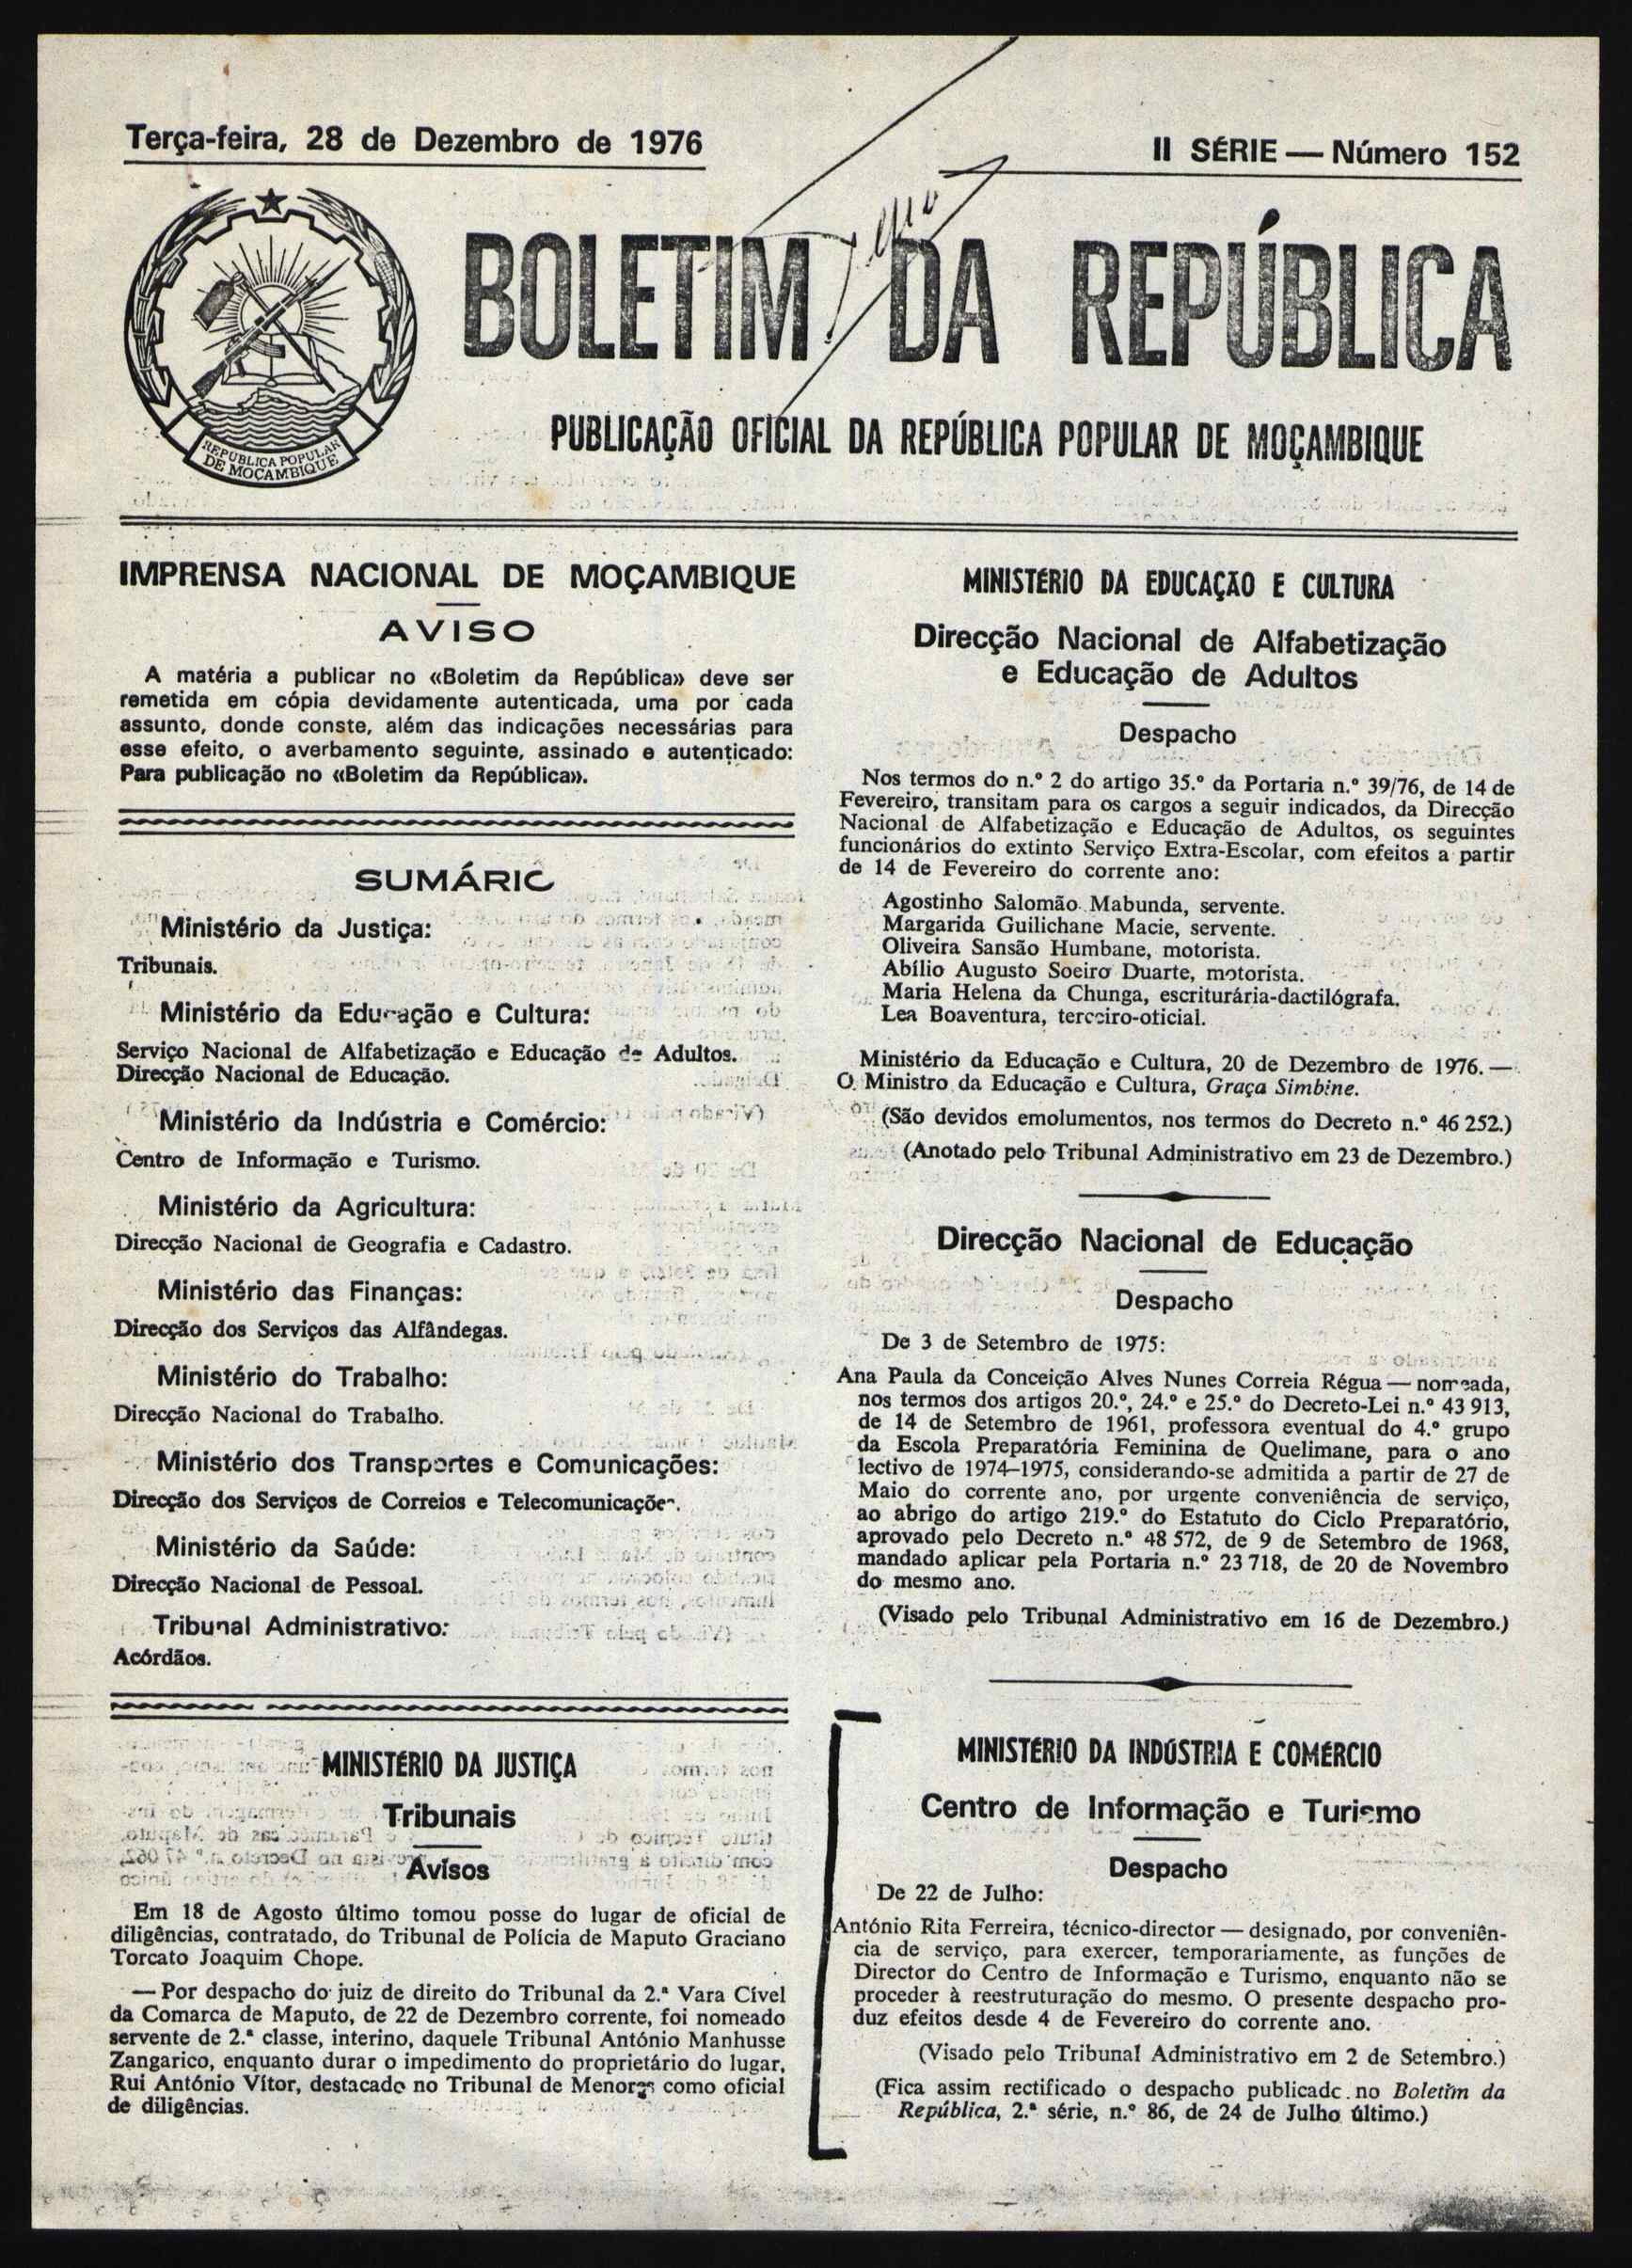 Terça-feira, 28 de Dezembro de 1976
II SÉRIE — Número 152
BOLETIM DA REPÚBLICA
PUBLICAÇÃO OFICIAL DA REPÚBLICA POPULAR DE MOÇAMBIQUE
REPUBLICA POPULAR
DE MOÇAMBIQUE
IMPRENSA NACIONAL DE MOÇAMBIQUE
AVISO
A matéria a publicar no «Boletim da República» deve ser
remetida em cópia devidamente autenticada, uma por cada
assunto, donde conste, além das indicações necessárias para
esse efeito, o averbamento seguinte, assinado e autenticado:
Para publicação no «Boletim da República».
SUMÁRIO
Ministério da Justiça:
Tribunais.
Ministério da Educação e Cultura:
Serviço Nacional de Alfabetização e Educação de Adultos.
Direcção Nacional de Educação.
Ministério da Indústria e Comércio:
Centro de Informação e Turismo.
Ministério da Agricultura:
Direcção Nacional de Geografia e Cadastro.
Ministério das Finanças:
Direcção dos Serviços das Alfândegas.
Ministério do Trabalho:
Direcção Nacional do Trabalho.
Ministério dos Transportes e Comunicações:
Direcção dos Serviços de Correios e Telecomunicações.
Ministério da Saúde:
Direcção Nacional de Pessoal.
Tribunal Administrativo:
Acórdãos.
MINISTÉRIO DA JUSTIÇA
Tribunais
Avisos
Em 18 de Agosto último tomou posse do lugar de oficial de
diligências, contratado, do Tribunal de Polícia de Maputo Graciano
Torcato Joaquim Chope.
— Por despacho do juiz de direito do Tribunal da 2.ª Vara Cível
da Comarca de Maputo, de 22 de Dezembro corrente, foi nomeado
servente de 2.ª classe, interino, daquele Tribunal António Manhusse
Zangarico, enquanto durar o impedimento do proprietário do lugar,
Rui António Vítor, destacado no Tribunal de Menores como oficial
de diligências.
MINISTÉRIO DA EDUCAÇÃO E CULTURA
Direcção Nacional de Alfabetização
e Educação de Adultos
Despacho
Nos termos do n.º 2 do artigo 35.º da Portaria n.º 39/76, de 14 de
Fevereiro, transitam para os cargos a seguir indicados, da Direcção
Nacional de Alfabetização e Educação de Adultos, os seguintes
funcionários do extinto Serviço Extra-Escolar, com efeitos a partir
de 14 de Fevereiro do corrente ano:
Agostinho Salomão Mabunda, servente.
Margarida Guilichane Macie, servente.
Oliveira Sansão Humbane, motorista.
Abílio Augusto Soeiro Duarte, motorista.
Maria Helena da Chunga, escriturária-dactilógrafa.
Lea Boaventura, terceiro-oficial.
Ministério da Educação e Cultura, 20 de Dezembro de 1976. —
O Ministro da Educação e Cultura, Graça Simbine.
(São devidos emolumentos, nos termos do Decreto n.º 46 252.)
(Anotado pelo Tribunal Administrativo em 23 de Dezembro.)
Direcção Nacional de Educação
Despacho
De 3 de Setembro de 1975:
Ana Paula da Conceição Alves Nunes Correia Régua — nomeada,
nos termos dos artigos 20.º, 24.º e 25.º do Decreto-Lei n.º 43 913,
de 14 de Setembro de 1961, professora eventual do 4.º grupo
da Escola Preparatória Feminina de Quelimane, para o ano
lectivo de 1974–1975, considerando-se admitida a partir de 27 de
Maio do corrente ano, por urgente conveniência de serviço,
ao abrigo do artigo 219.º do Estatuto do Ciclo Preparatório,
aprovado pelo Decreto n.º 48 572, de 9 de Setembro de 1968,
mandado aplicar pela Portaria n.º 23 718, de 20 de Novembro
do mesmo ano.
(Visado pelo Tribunal Administrativo em 16 de Dezembro.)
MINISTÉRIO DA INDÚSTRIA E COMÉRCIO
Centro de Informação e Turismo
Despacho
De 22 de Julho:
António Rita Ferreira, técnico-director — designado, por conveniên-
cia de serviço, para exercer, temporariamente, as funções de
Director do Centro de Informação e Turismo, enquanto não se
proceder à reestruturação do mesmo. O presente despacho pro-
duz efeitos desde 4 de Fevereiro do corrente ano.
(Visado pelo Tribunal Administrativo em 2 de Setembro.)
(Fica assim rectificado o despacho publicado no Boletim da
República, 2.ª série, n.º 86, de 24 de Julho último.)